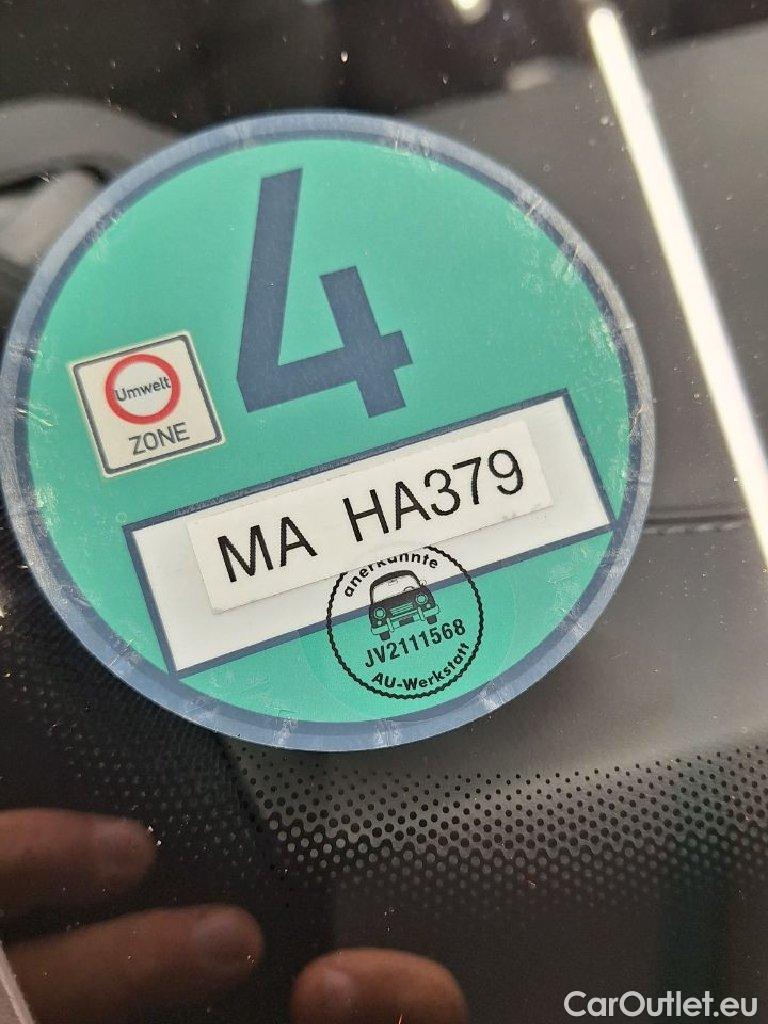 4
Umwelt
ZONE
MA HA379
anerkannte
JV2111568
AU-Werkstatt
CarOutlet.eu